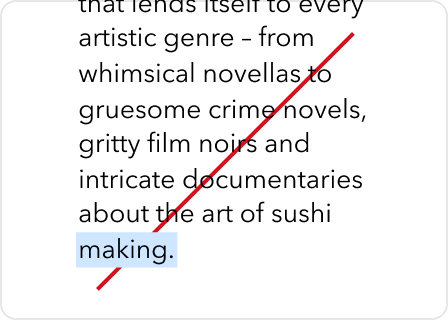 that lends itself to every
artistic genre – from
whimsical novellas to
gruesome crime novels,
gritty film noirs and
intricate documentaries
about the art of sushi
making.